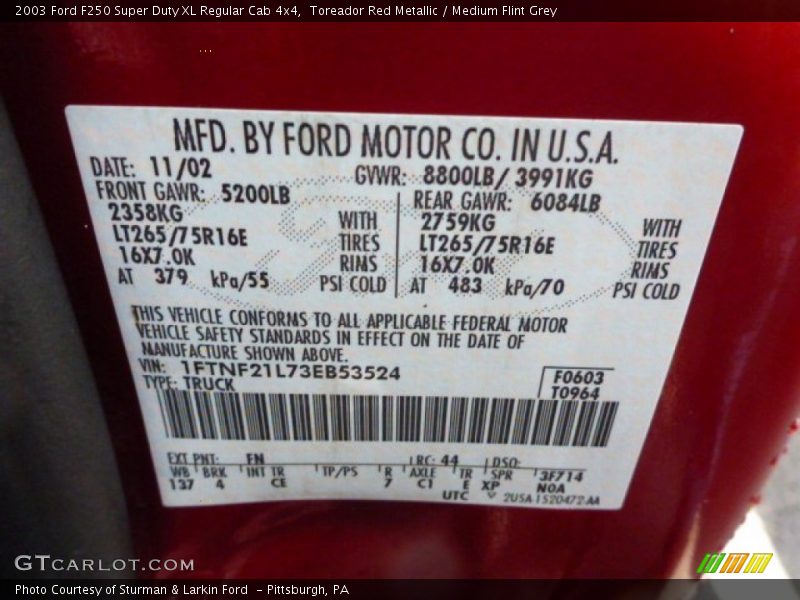 2003 Ford F250 Super Duty XL Regular Cab 4x4, Toreador Red Metallic / Medium Flint Grey
MFD. BY FORD MOTOR CO. IN U.S.A.
DATE: 11/02 GVWR: 8800LB/ 3991KG
FRONT GAWR: 5200LB REAR GAWR: 6084LB
2358KG WITH 2759KG WITH
LT265/75R16E TIRES LT265/75R16E TIRES
16X7.0K RIMS 16X7.0K RIMS
AT 379 kPa/55 PSI COLD AT 483 kPa/70 PSI COLD
THIS VEHICLE CONFORMS TO ALL APPLICABLE FEDERAL MOTOR
VEHICLE SAFETY STANDARDS IN EFFECT ON THE DATE OF
MANUFACTURE SHOWN ABOVE.
VIN: 1FTNF21L73EB53524 F0603
TYPE: TRUCK T0964
EXT PNT: FN RC: 44 DSO:
WB BRK INT TR TP/PS R AXLE TR SPR 3F714
137 4 CE 7 C1 E XP N0A
UTC 2U5A-1520472-AA
GTCARLOT.COM
Photo Courtesy of Sturman & Larkin Ford - Pittsburgh, PA